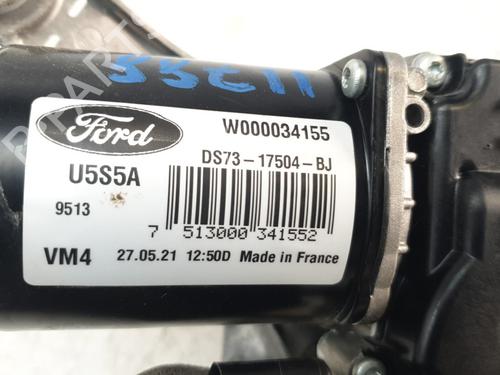 Ford
W000034155
DS73-17504-BJ
U5S5A
9513
7 513000 341552
VM4 27.05.21 12:50D Made in France